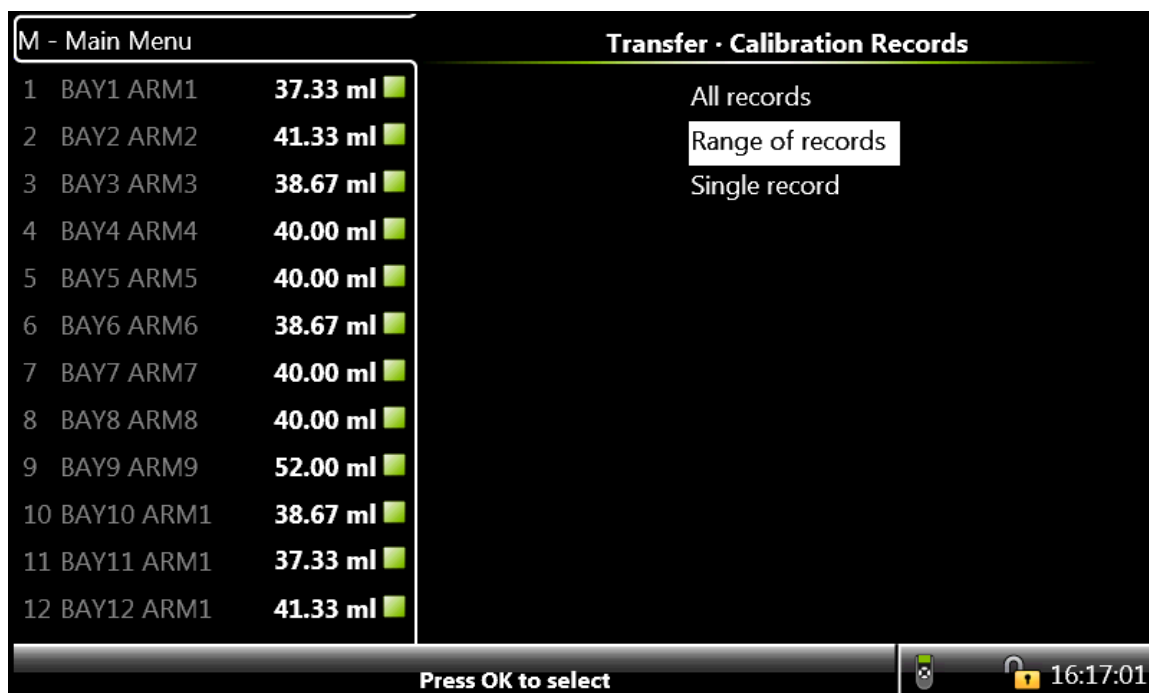 M - Main Menu
Transfer · Calibration Records
1 BAY1 ARM1 37.33 ml
2 BAY2 ARM2 41.33 ml
3 BAY3 ARM3 38.67 ml
4 BAY4 ARM4 40.00 ml
5 BAY5 ARM5 40.00 ml
6 BAY6 ARM6 38.67 ml
7 BAY7 ARM7 40.00 ml
8 BAY8 ARM8 40.00 ml
9 BAY9 ARM9 52.00 ml
10 BAY10 ARM1 38.67 ml
11 BAY11 ARM1 37.33 ml
12 BAY12 ARM1 41.33 ml
All records
Range of records
Single record
Press OK to select
16:17:01